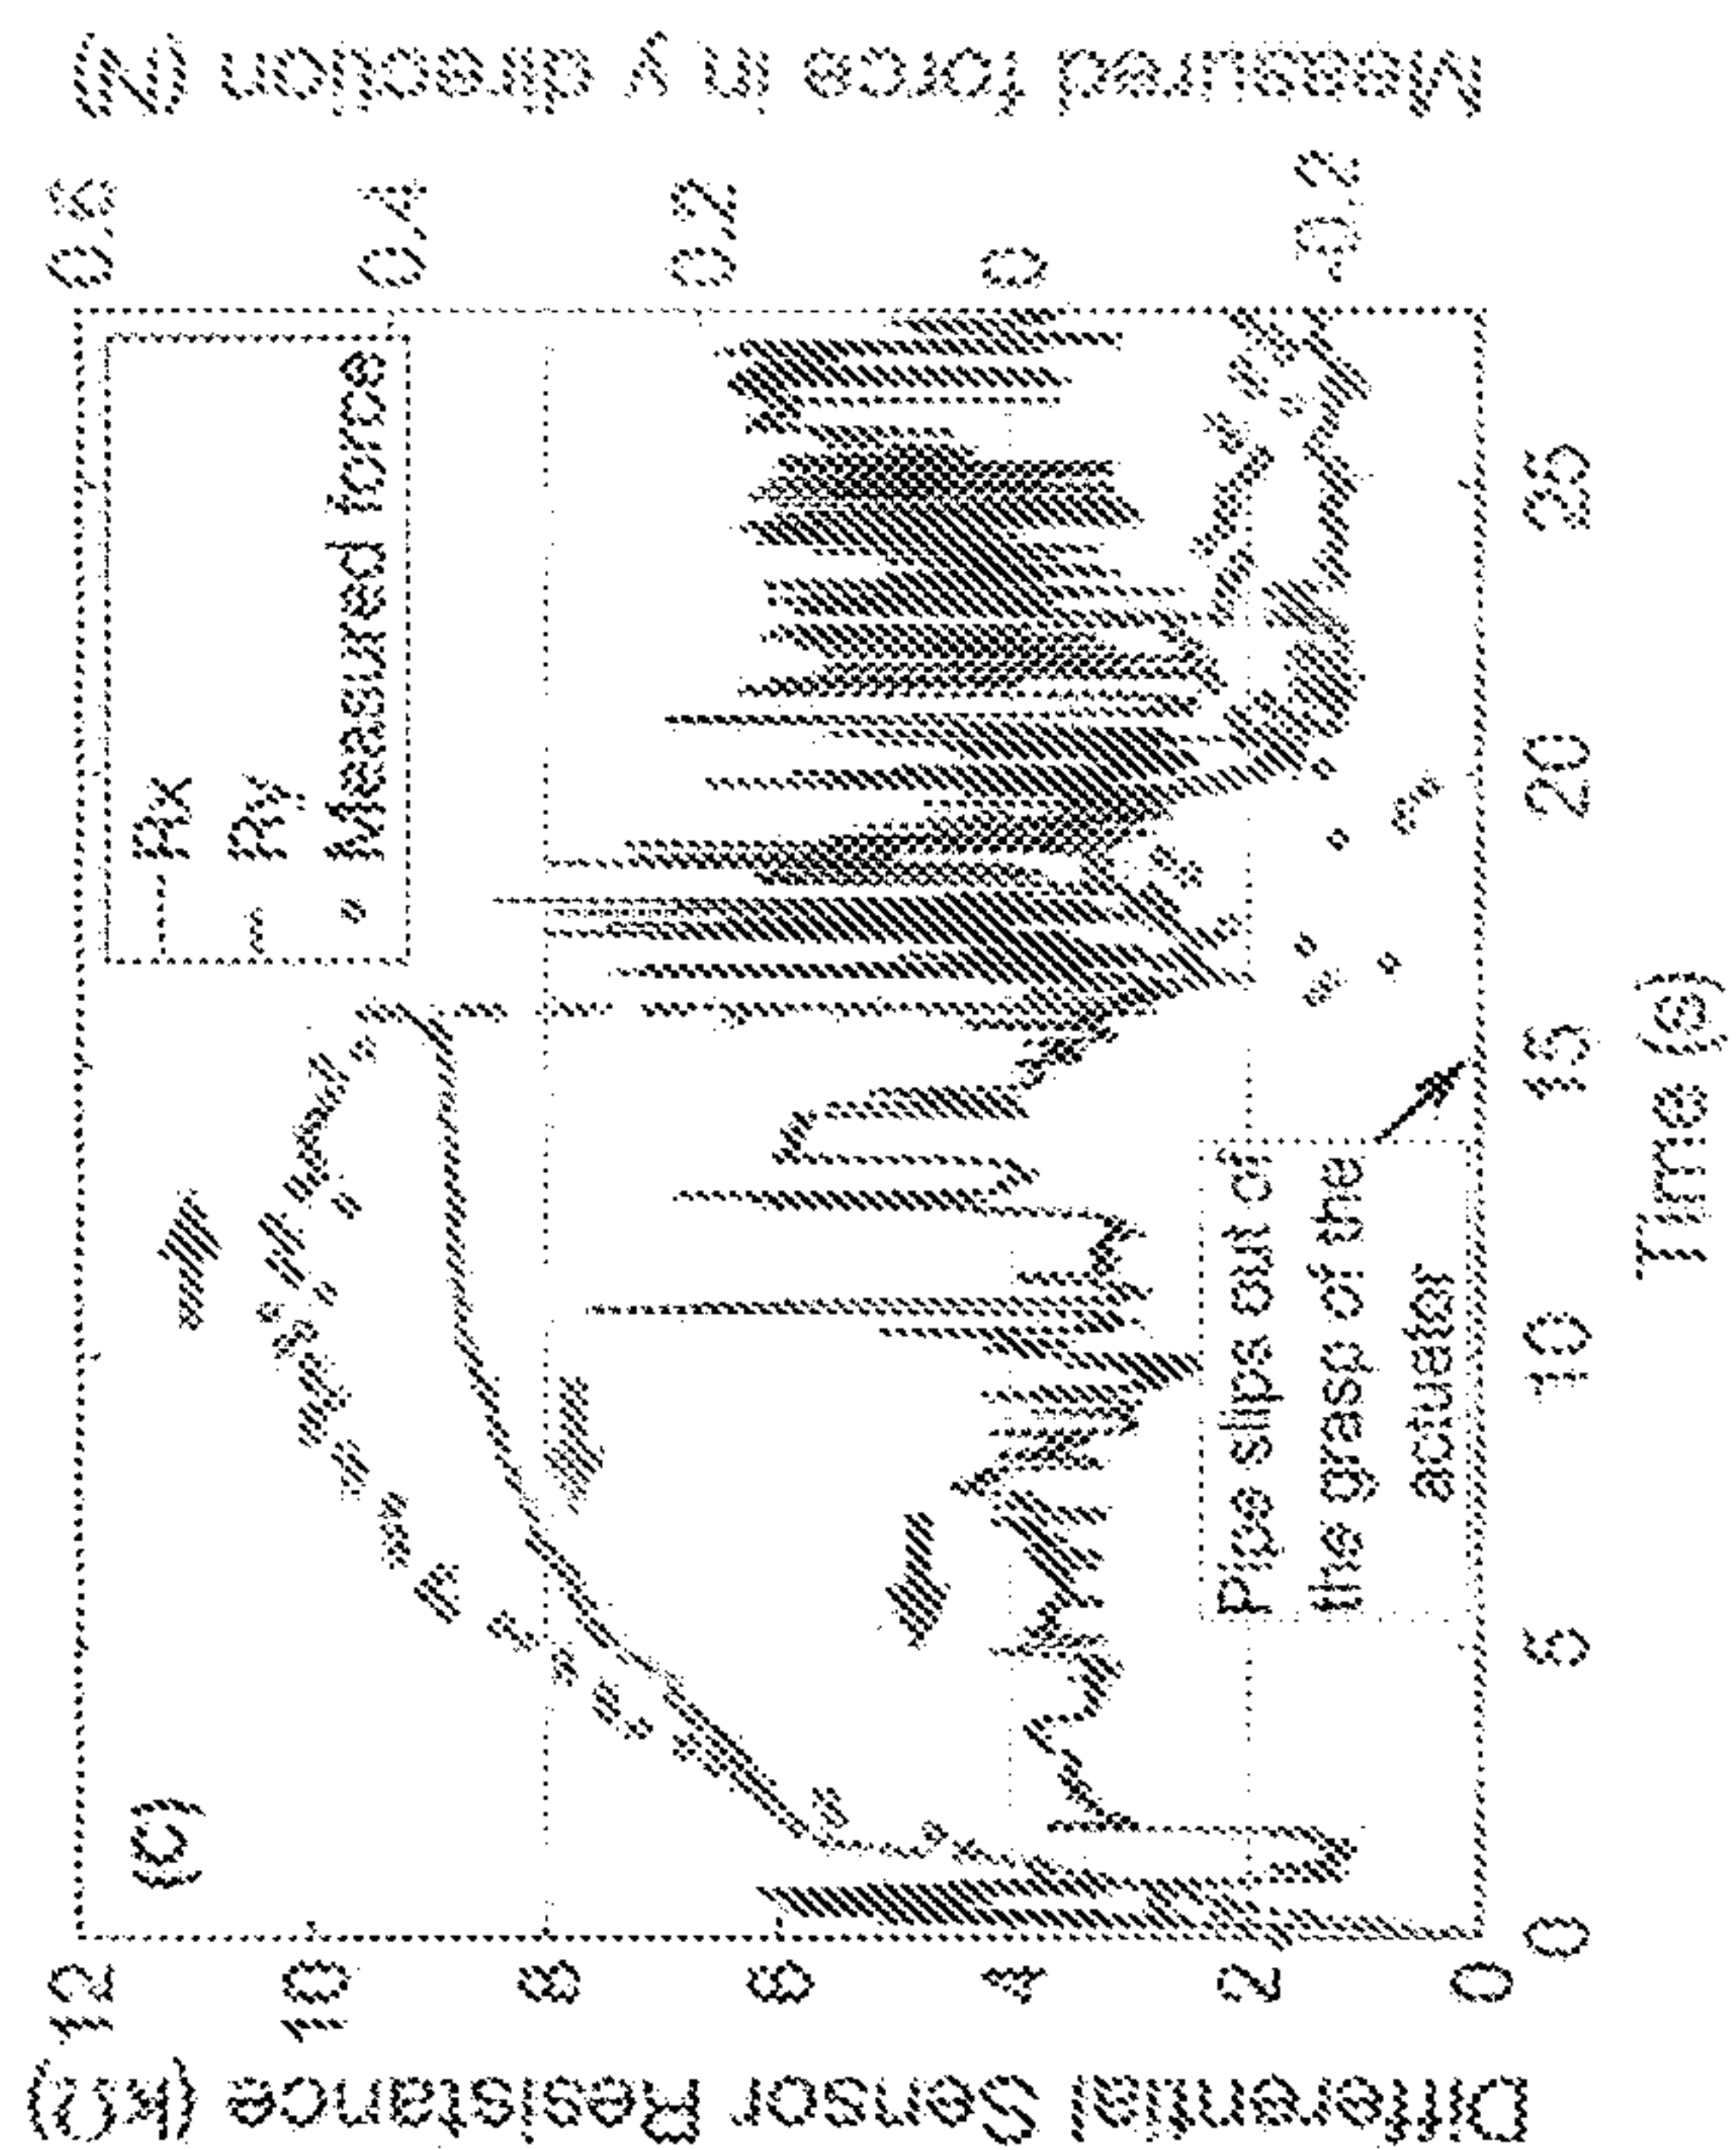 (c)
Differential Sensor Resistance
(kΩ)
12
10
8
6
4
2
0
Rx
Ry
Measured force
Pipe slips out of
the grasp of the
actuator
0.6
0.4
0.2
0
-0.2
Measured force in y direction (N)
0 5 10 15 20 25
Time (s)